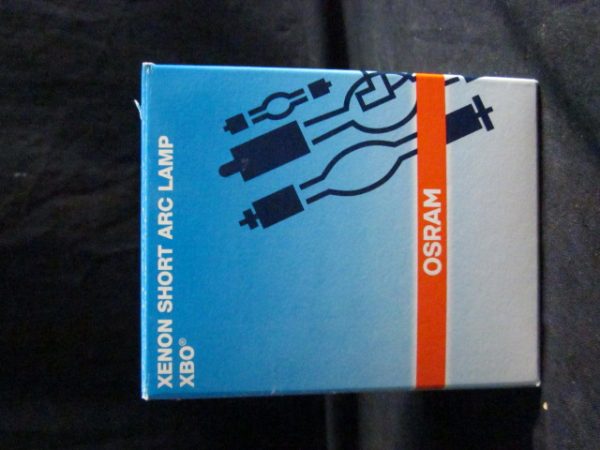 XENON SHORT ARC LAMP
XBO®
OSRAM